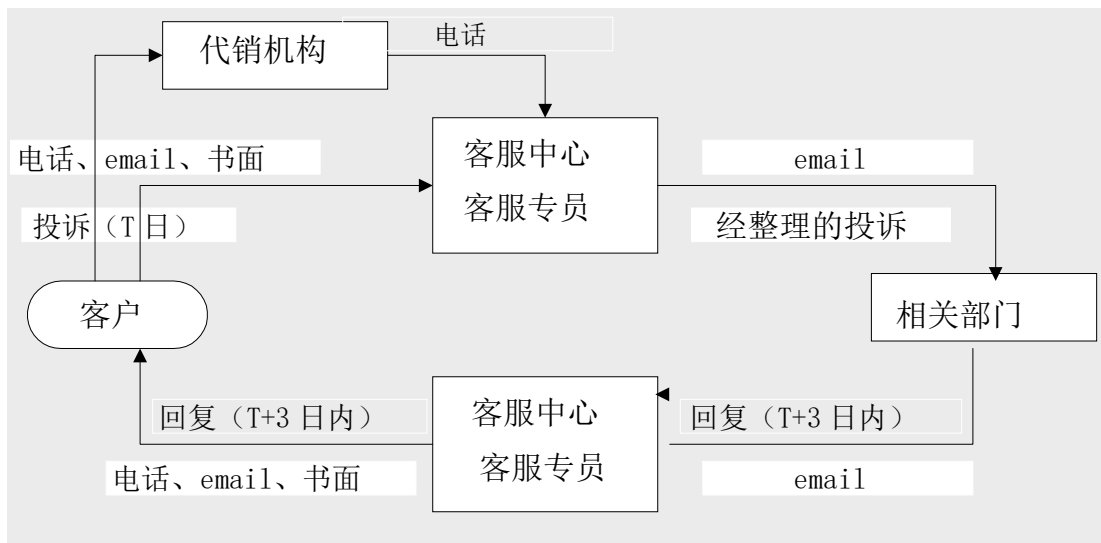 代销机构
电话
电话、email、书面
投诉（T日）
客服中心
客服专员
email
经整理的投诉
客户
相关部门
回复（T+3 日内）
电话、email、书面
客服中心
客服专员
回复（T+3 日内）
email